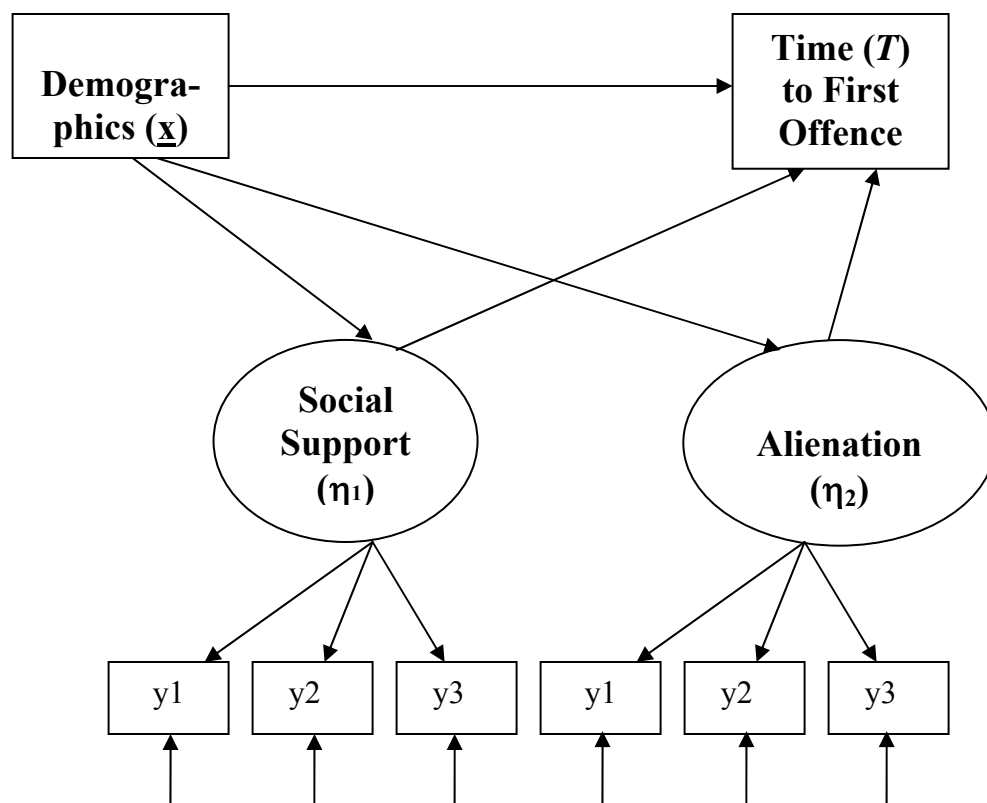 Demogra-
phics (x)
Time (T)
to First
Offence
Social
Support
(η1)
Alienation
(η2)
y1
y2
y3
y1
y2
y3